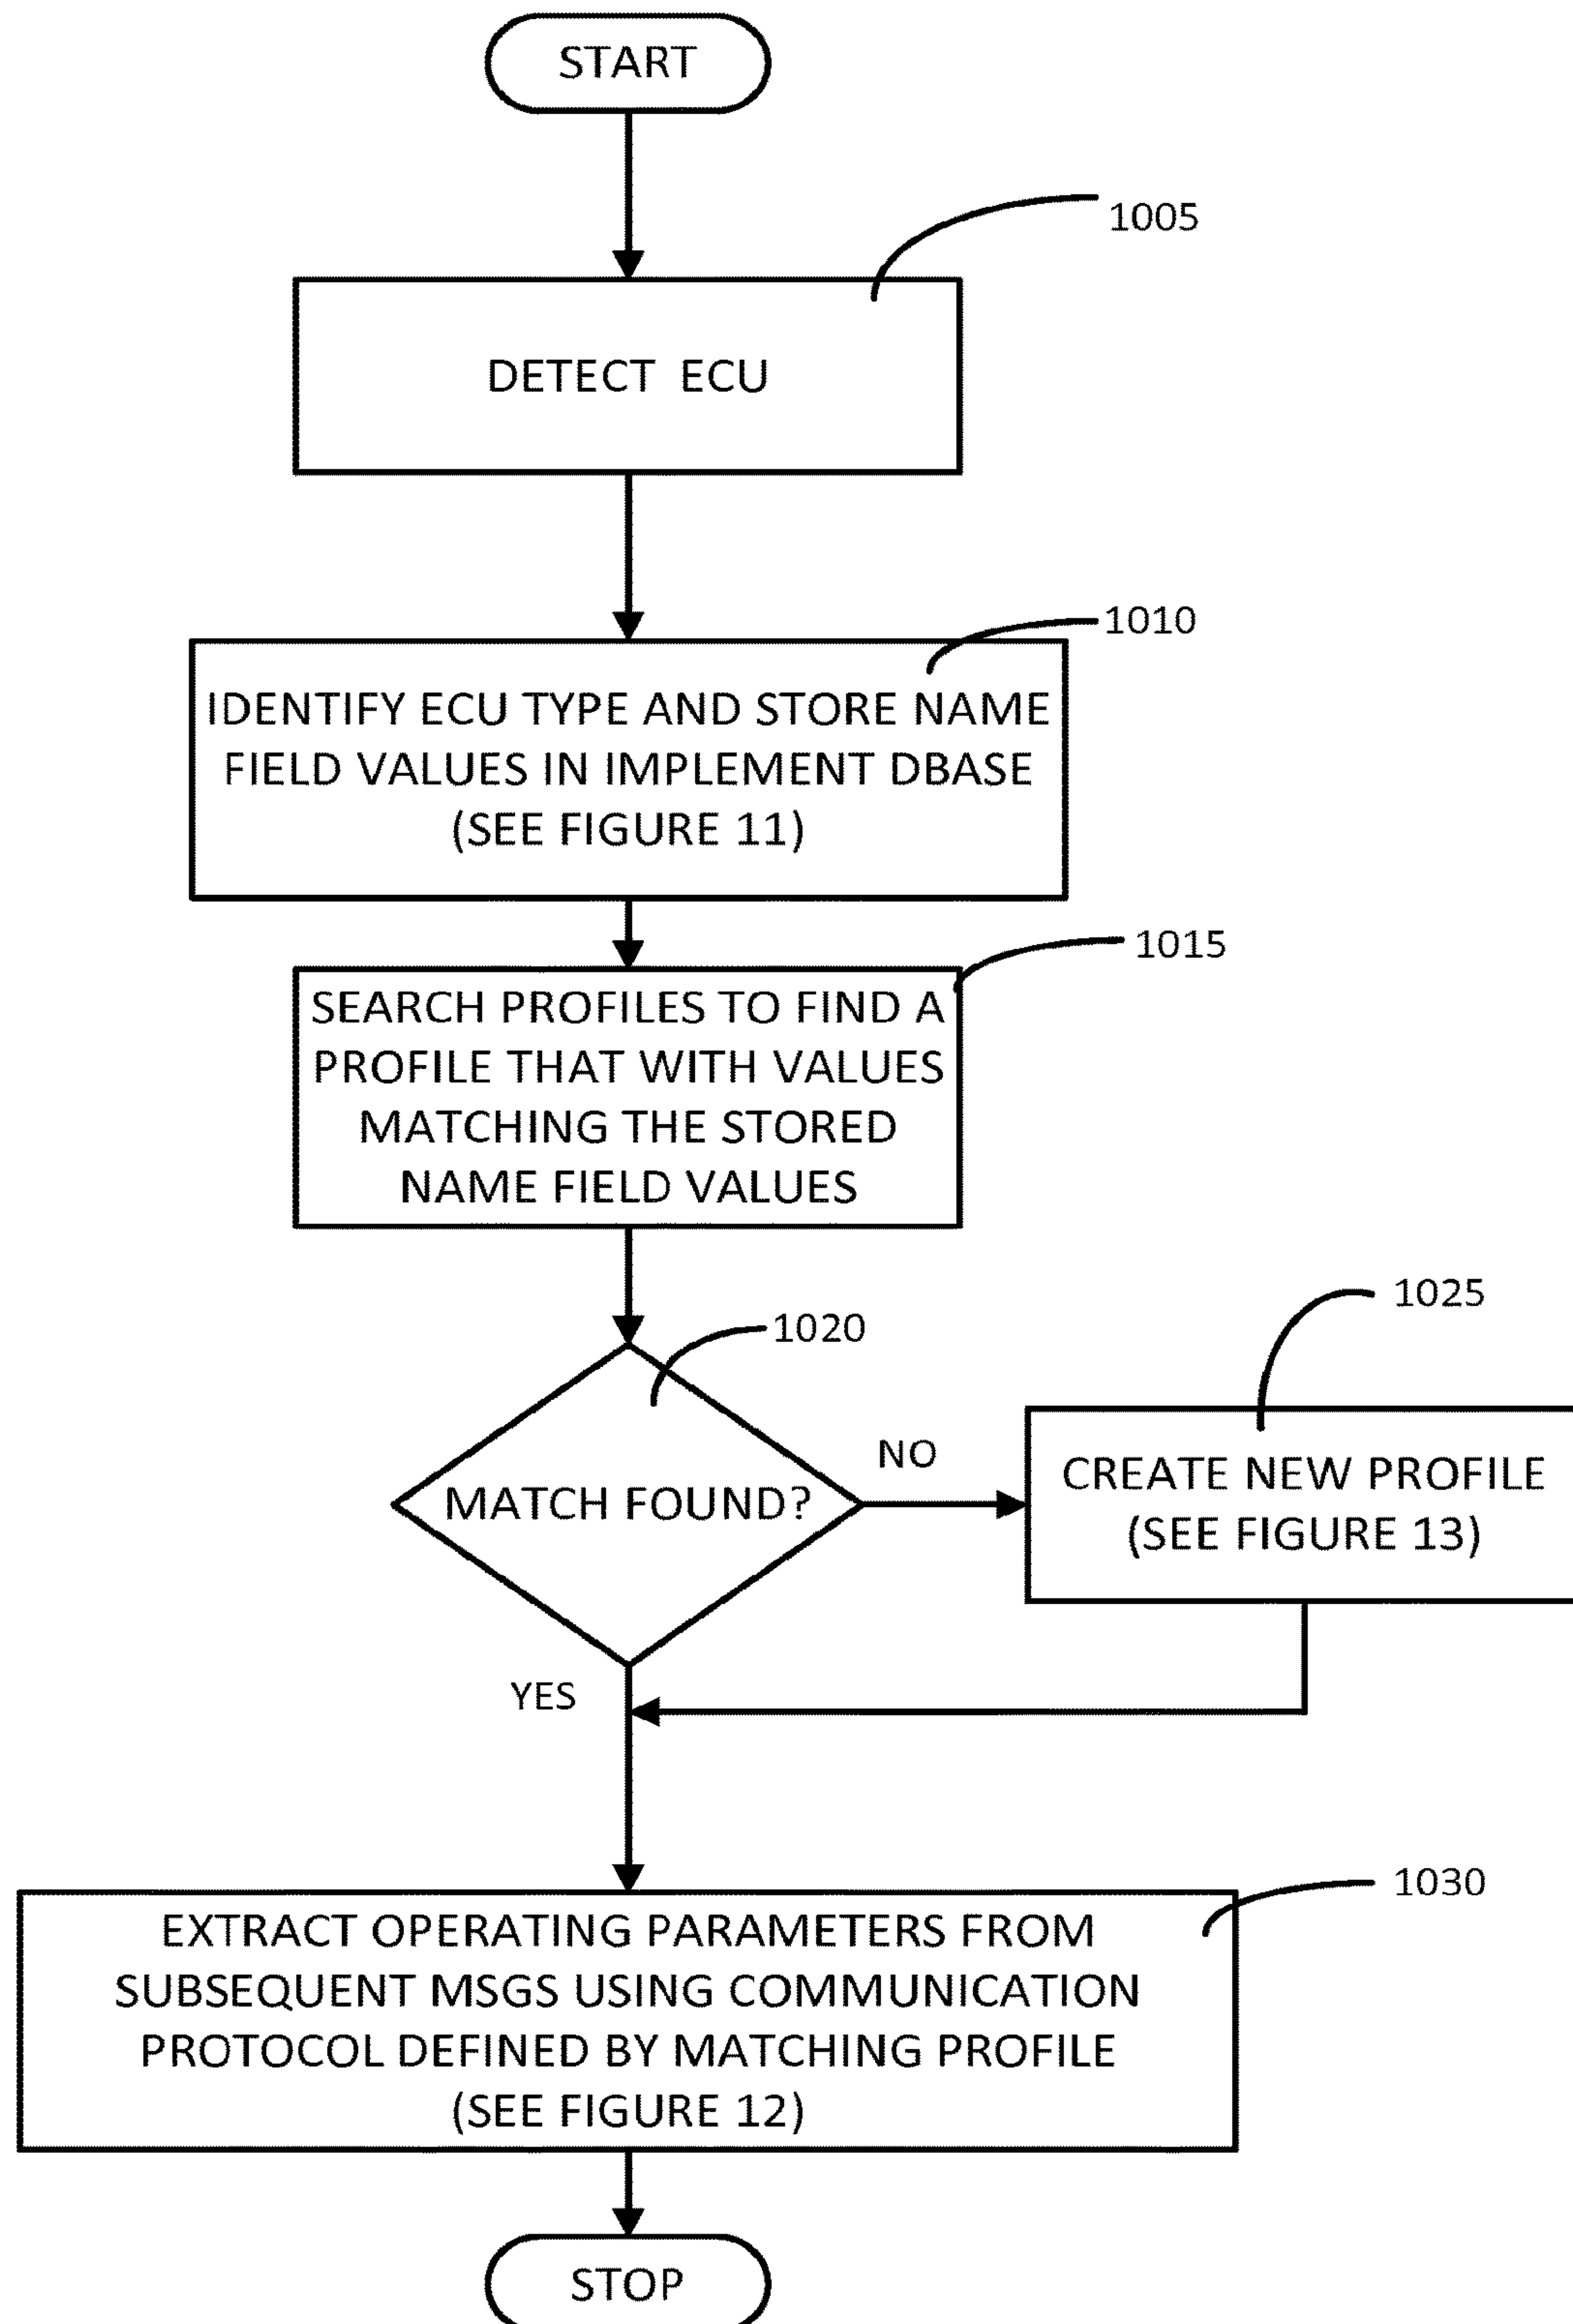 START
1005
DETECT ECU
1010
IDENTIFY ECU TYPE AND STORE NAME
FIELD VALUES IN IMPLEMENT DBASE
(SEE FIGURE 11)
1015
SEARCH PROFILES TO FIND A
PROFILE THAT WITH VALUES
MATCHING THE STORED
NAME FIELD VALUES
1020
1025
MATCH FOUND?
NO
CREATE NEW PROFILE
(SEE FIGURE 13)
YES
1030
EXTRACT OPERATING PARAMETERS FROM
SUBSEQUENT MSGS USING COMMUNICATION
PROTOCOL DEFINED BY MATCHING PROFILE
(SEE FIGURE 12)
STOP